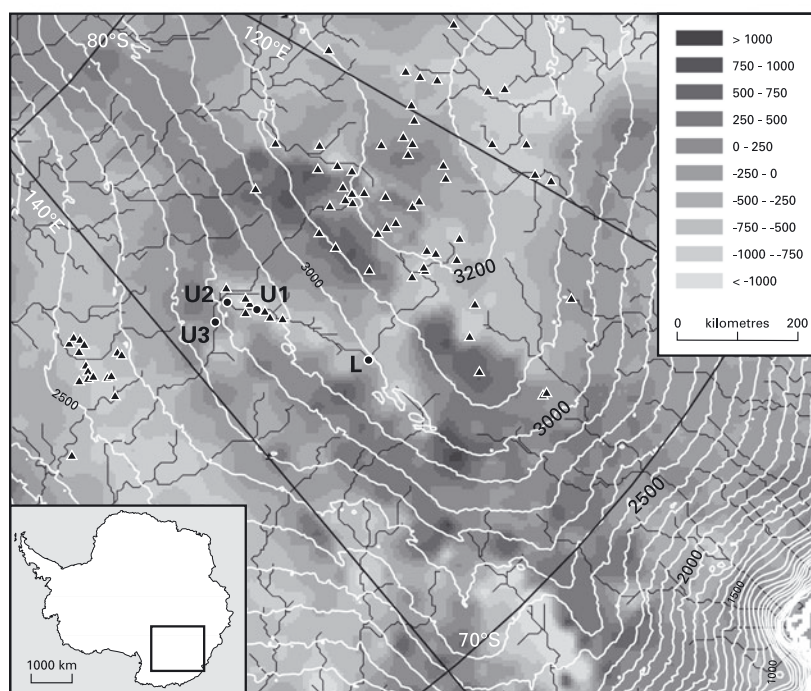 80°S
120°E
140°E
> 1000
750 - 1000
500 - 750
250 - 500
0 - 250
-250 - 0
-500 - -250
-750 - -500
-1000 - -750
< -1000
0 kilometres 200
3000
3200
U2
U1
U3
L
2500
3000
2500
2000
1500
1000
70°S
1000 km